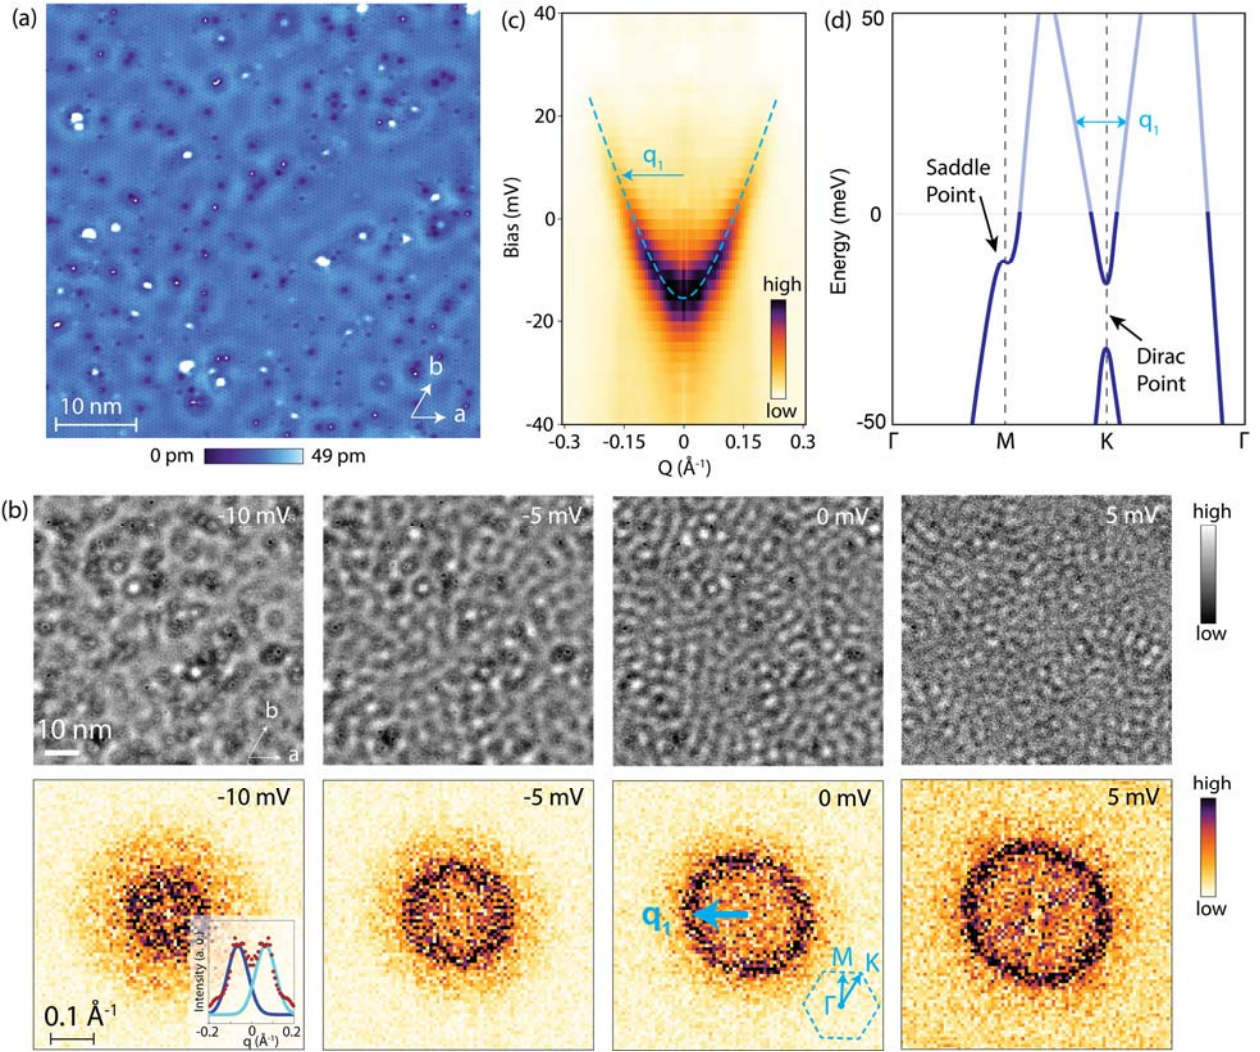 (a)
10 nm
b
a
0 pm
49 pm
(c)
40
20
0
-20
-40
Bias (mV)
q₁
high
low
-0.3
-0.15
0
0.15
0.3
Q (Å⁻¹)
(d)
50
0
-50
Energy (meV)
q₁
Saddle
Point
Dirac
Point
Γ
M
K
Γ
(b)
-10 mV
10 nm
b
a
-5 mV
0 mV
5 mV
high
low
-10 mV
0.1 Å⁻¹
Intensity (a. u.)
-0.2
0
0.2
q (Å⁻¹)
-5 mV
0 mV
q₁
M
K
Γ
5 mV
high
low